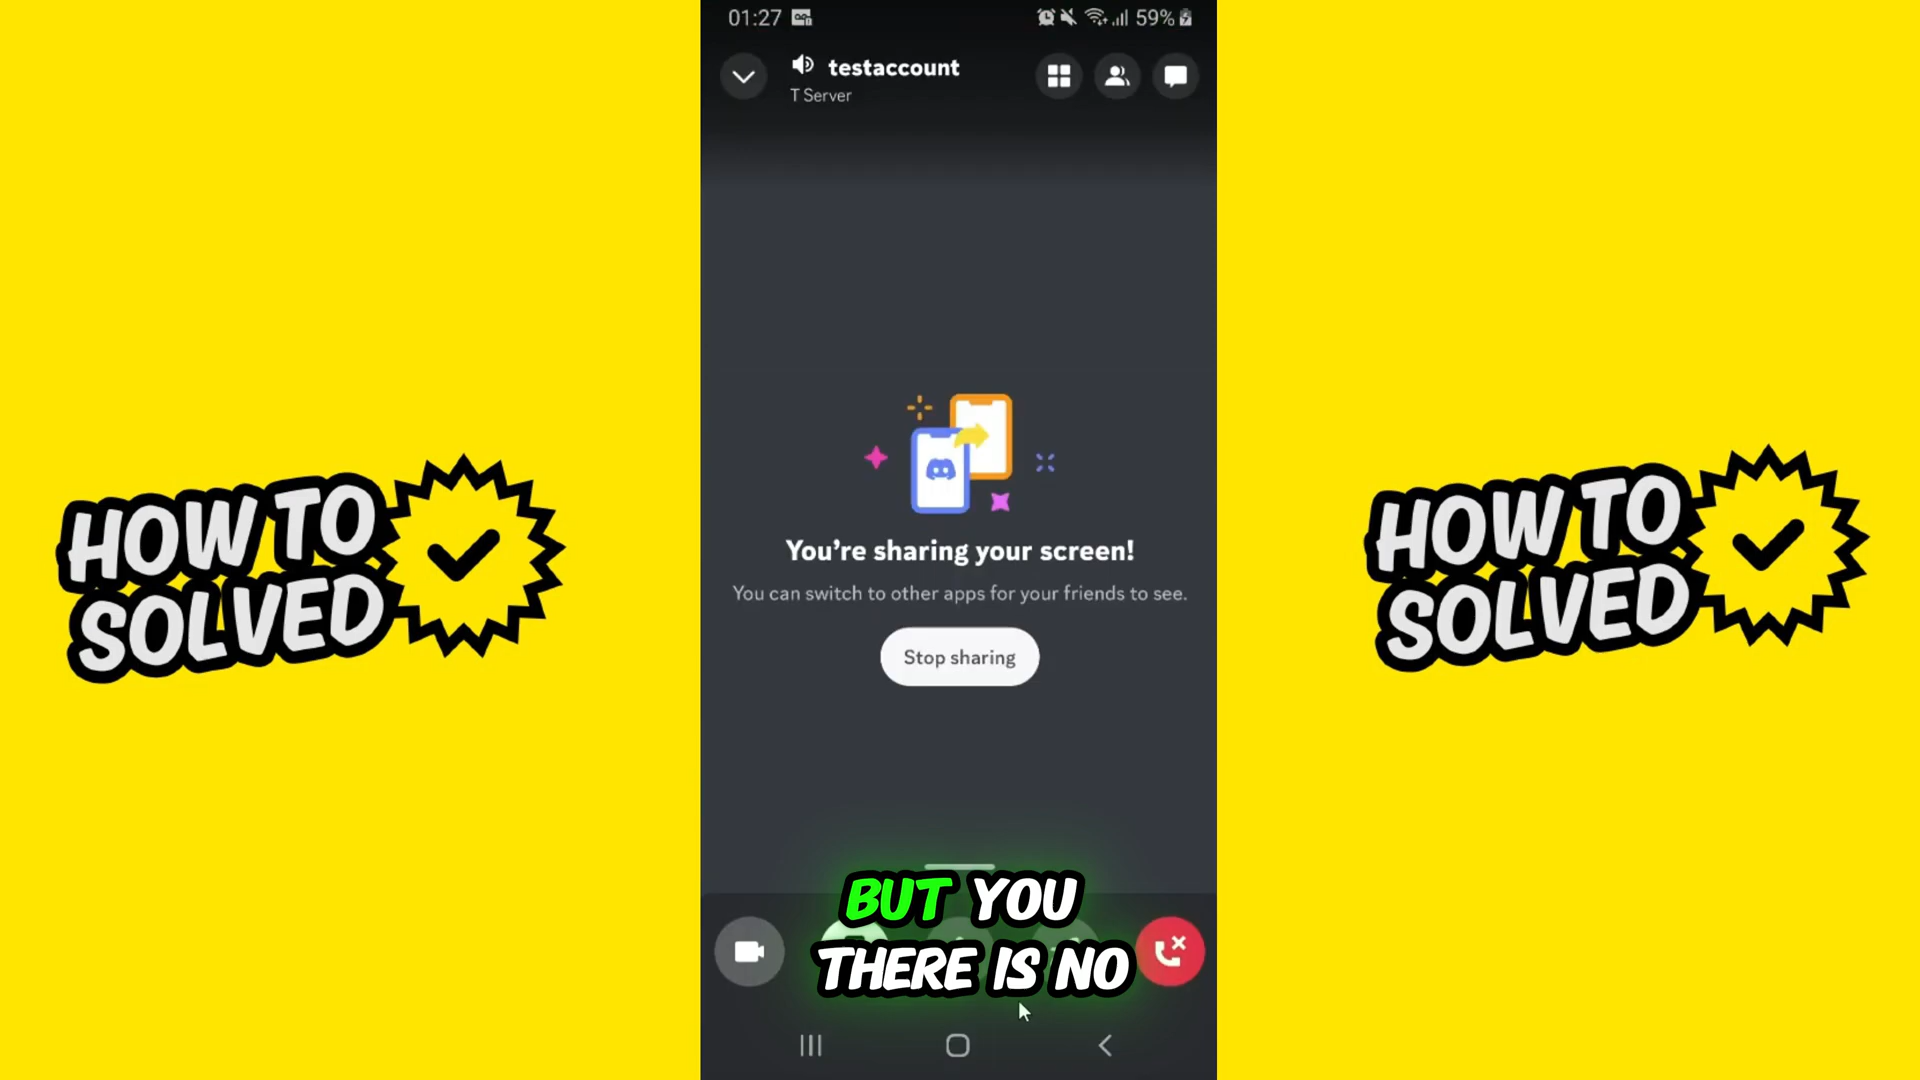 01:27
59%
testaccount
T Server
You're sharing your screen!
You can switch to other apps for your friends to see.
Stop sharing
HOW TO
SOLVED
HOW TO
SOLVED
BUT YOU
THERE IS NO